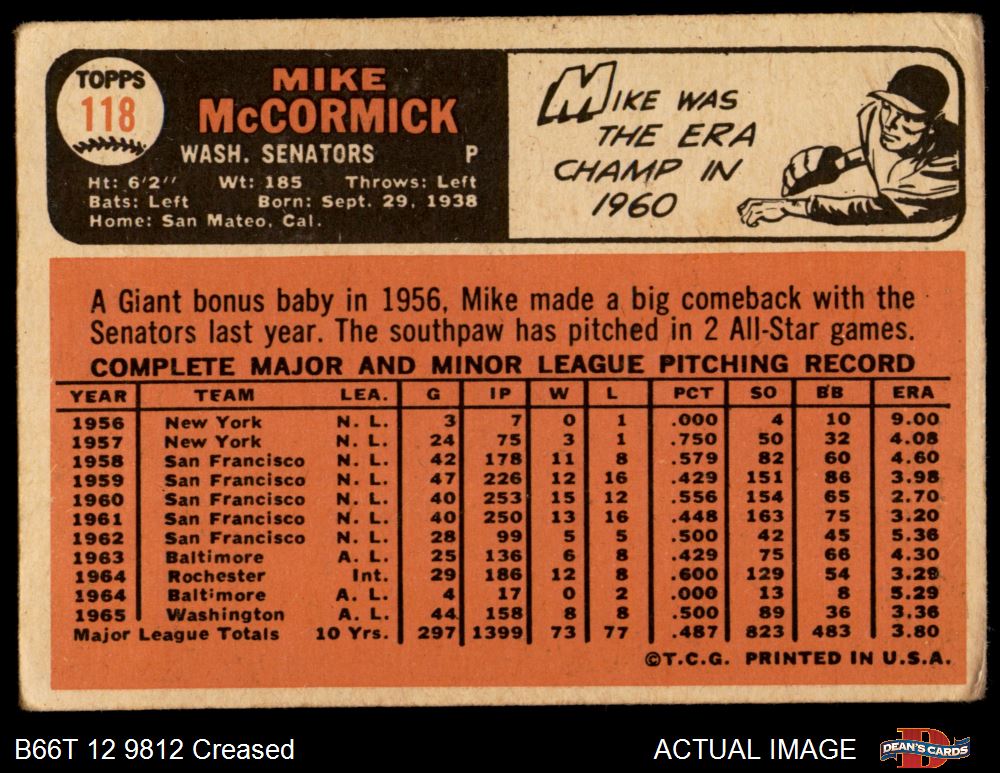 TOPPS
118
MIKE
McCORMICK
WASH. SENATORS P
Ht: 6'2" Wt: 185 Throws: Left
Bats: Left Born: Sept. 29, 1938
Home: San Mateo, Cal.
MIKE WAS
THE ERA
CHAMP IN
1960
A Giant bonus baby in 1956, Mike made a big comeback with the
Senators last year. The southpaw has pitched in 2 All-Star games.
COMPLETE MAJOR AND MINOR LEAGUE PITCHING RECORD
YEAR TEAM LEA. G IP W L PCT SO BB ERA
1956 New York N. L. 3 7 0 1 .000 4 10 9.00
1957 New York N. L. 24 75 3 1 .750 50 32 4.08
1958 San Francisco N. L. 42 178 11 8 .579 82 60 4.60
1959 San Francisco N. L. 47 226 12 16 .429 151 86 3.98
1960 San Francisco N. L. 40 253 15 12 .556 154 65 2.70
1961 San Francisco N. L. 40 250 13 16 .448 163 75 3.20
1962 San Francisco N. L. 28 99 5 5 .500 42 45 5.36
1963 Baltimore A. L. 25 136 6 8 .429 75 66 4.30
1964 Rochester Int. 29 186 12 8 .600 129 54 3.29
1964 Baltimore A. L. 4 17 0 2 .000 13 8 5.29
1965 Washington A. L. 44 158 8 8 .500 89 36 3.36
Major League Totals 10 Yrs. 297 1399 73 77 .487 823 483 3.80
©T.C.G. PRINTED IN U.S.A.
B66T 12 9812 Creased
ACTUAL IMAGE
DEAN'S CARDS